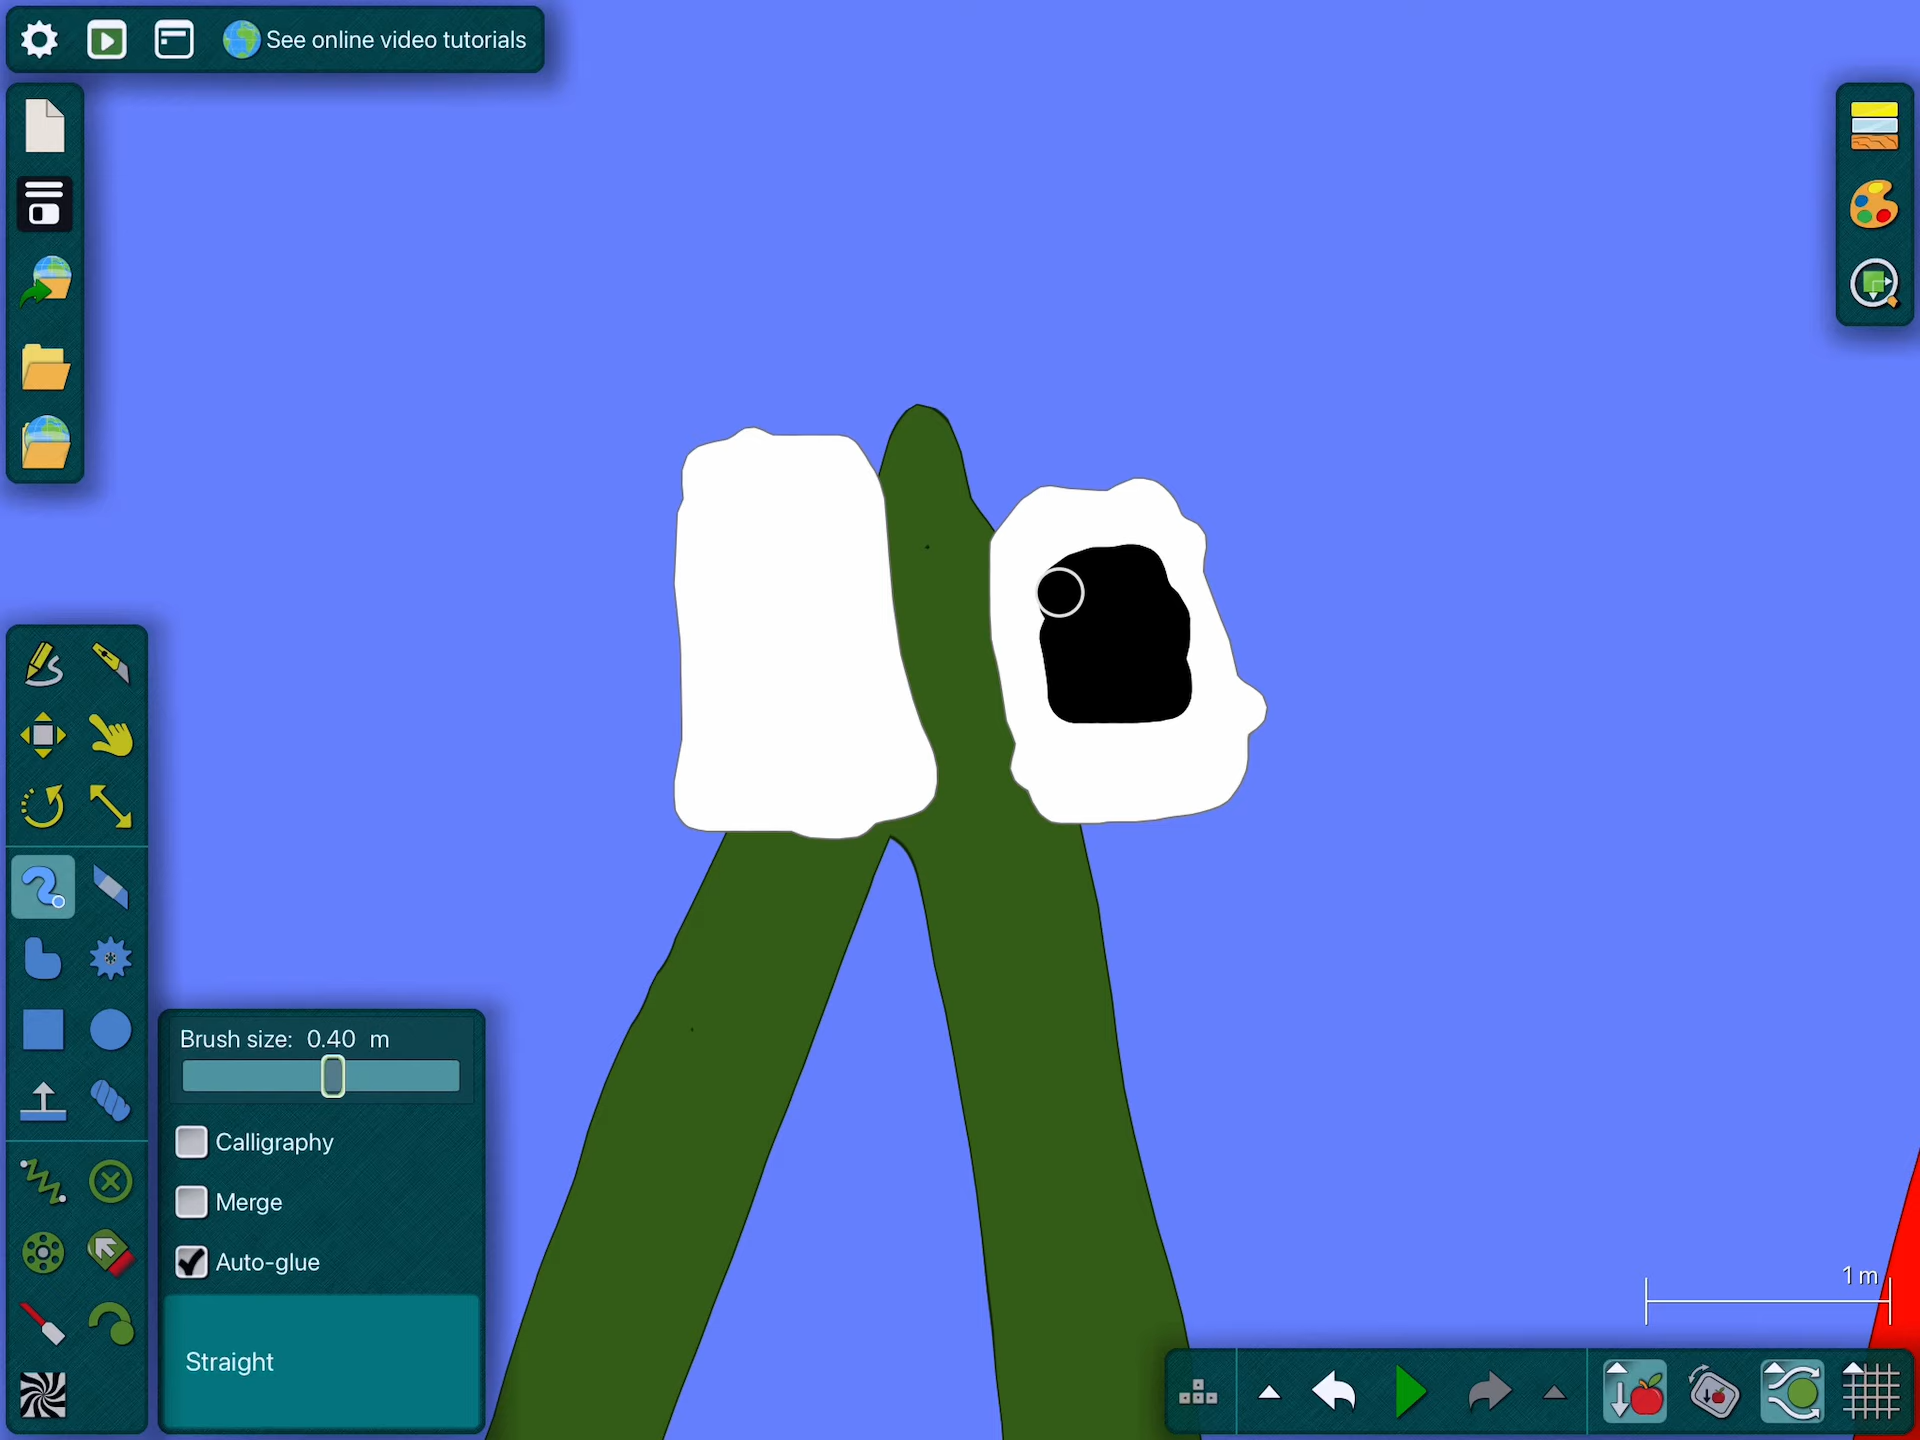 See online video tutorials
Brush size: 0.40 m
Calligraphy
Merge
Auto-glue
Straight
1 m